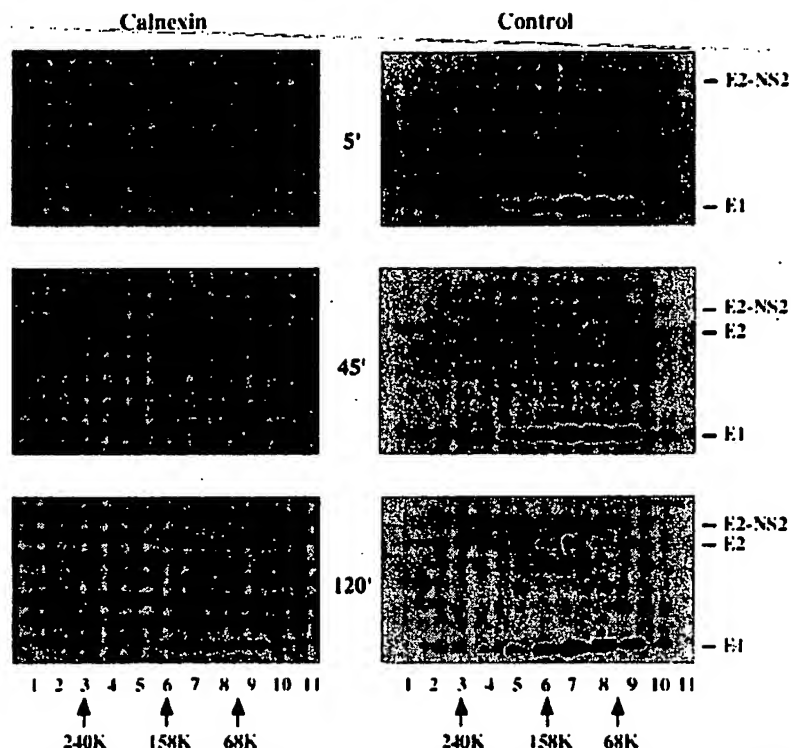 Calnexin Control
E2-NS2
5'
E1
E2-NS2
E2
45'
E1
E2-NS2
E2
120'
E1
1 2 3 4 5 6 7 8 9 10 11 1 2 3 4 5 6 7 8 9 10 11
240K 158K 68K 240K 158K 68K